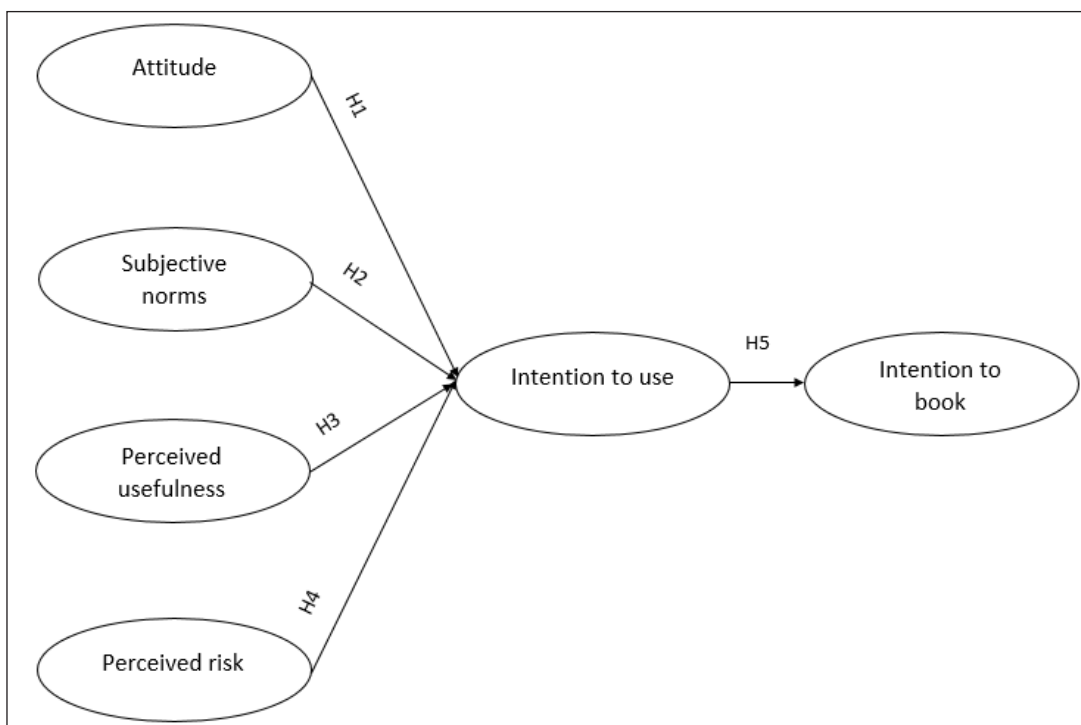 Attitude
H1
Subjective
norms
H2
Perceived
usefulness
H3
Perceived risk
H4
Intention to use
H5
Intention to
book